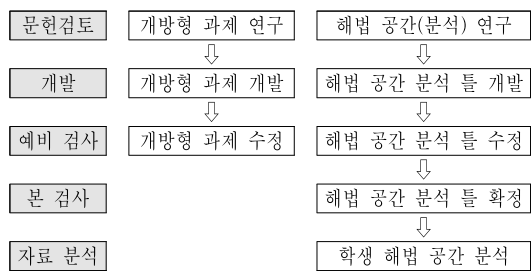 문헌검토 개방형 과제 연구 해법 공간(분석) 연구
개발 개방형 과제 개발 해법 공간 분석 틀 개발
예비 검사 개방형 과제 수정 해법 공간 분석 틀 수정
본 검사 해법 공간 분석 틀 확정
자료 분석 학생 해법 공간 분석